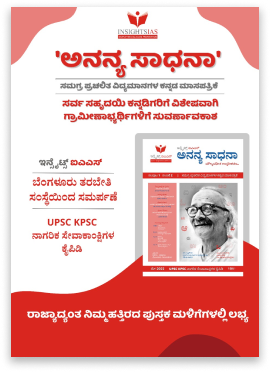 INSIGHTSIAS
'ಅನನ್ಯ ಸಾಧನಾ'
ಸಮಗ್ರ ಪ್ರಚಲಿತ ವಿದ್ಯಮಾನಗಳ ಕನ್ನಡ ಮಾಸಪತ್ರಿಕೆ
ಸರ್ವ ಸಹೃದಯಿ ಕನ್ನಡಿಗರಿಗೆ ವಿಶೇಷವಾಗಿ
ಗ್ರಾಮೀಣಾಭ್ಯರ್ಥಿಗಳಿಗೆ ಸುವರ್ಣಾವಕಾಶ
ಇನ್ಸೈಟ್ಸ್ ಐಎಎಸ್
ಬೆಂಗಳೂರು ತರಬೇತಿ
ಸಂಸ್ಥೆಯಿಂದ ಸಮರ್ಪಣೆ
UPSC KPSC
ನಾಗರಿಕ ಸೇವಾಕಾಂಕ್ಷಿಗಳ
ಕೈಪಿಡಿ
ಅನನ್ಯ ಸಾಧನಾ
UPSC KPSC
ರಾಜ್ಯಾದ್ಯಂತ ನಿಮ್ಮ ಹತ್ತಿರದ ಪುಸ್ತಕ ಮಳಿಗೆಗಳಲ್ಲಿ ಲಭ್ಯ